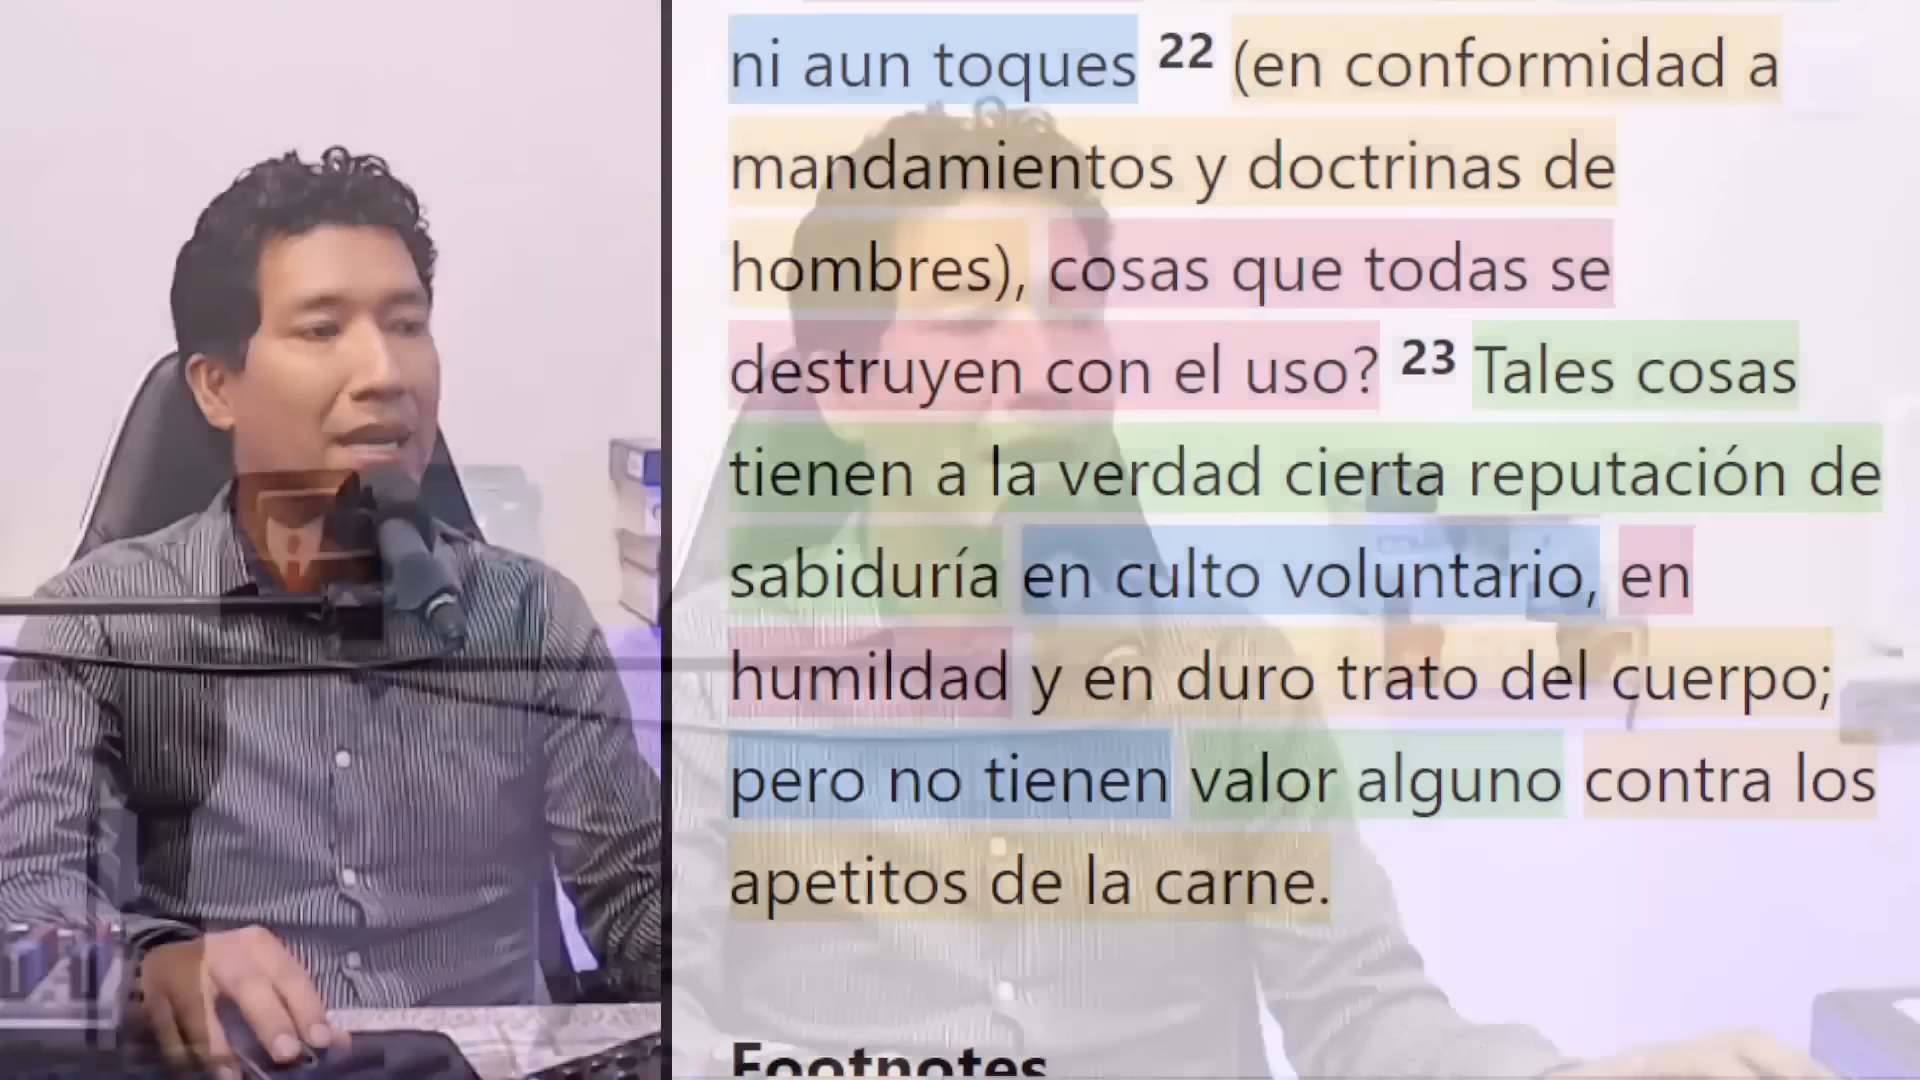 ni aun toques 22 (en conformidad a
mandamientos y doctrinas de
hombres), cosas que todas se
destruyen con el uso? 23 Tales cosas
tienen a la verdad cierta reputación de
sabiduría en culto voluntario, en
humildad y en duro trato del cuerpo;
pero no tienen valor alguno contra los
apetitos de la carne.
Footnotes